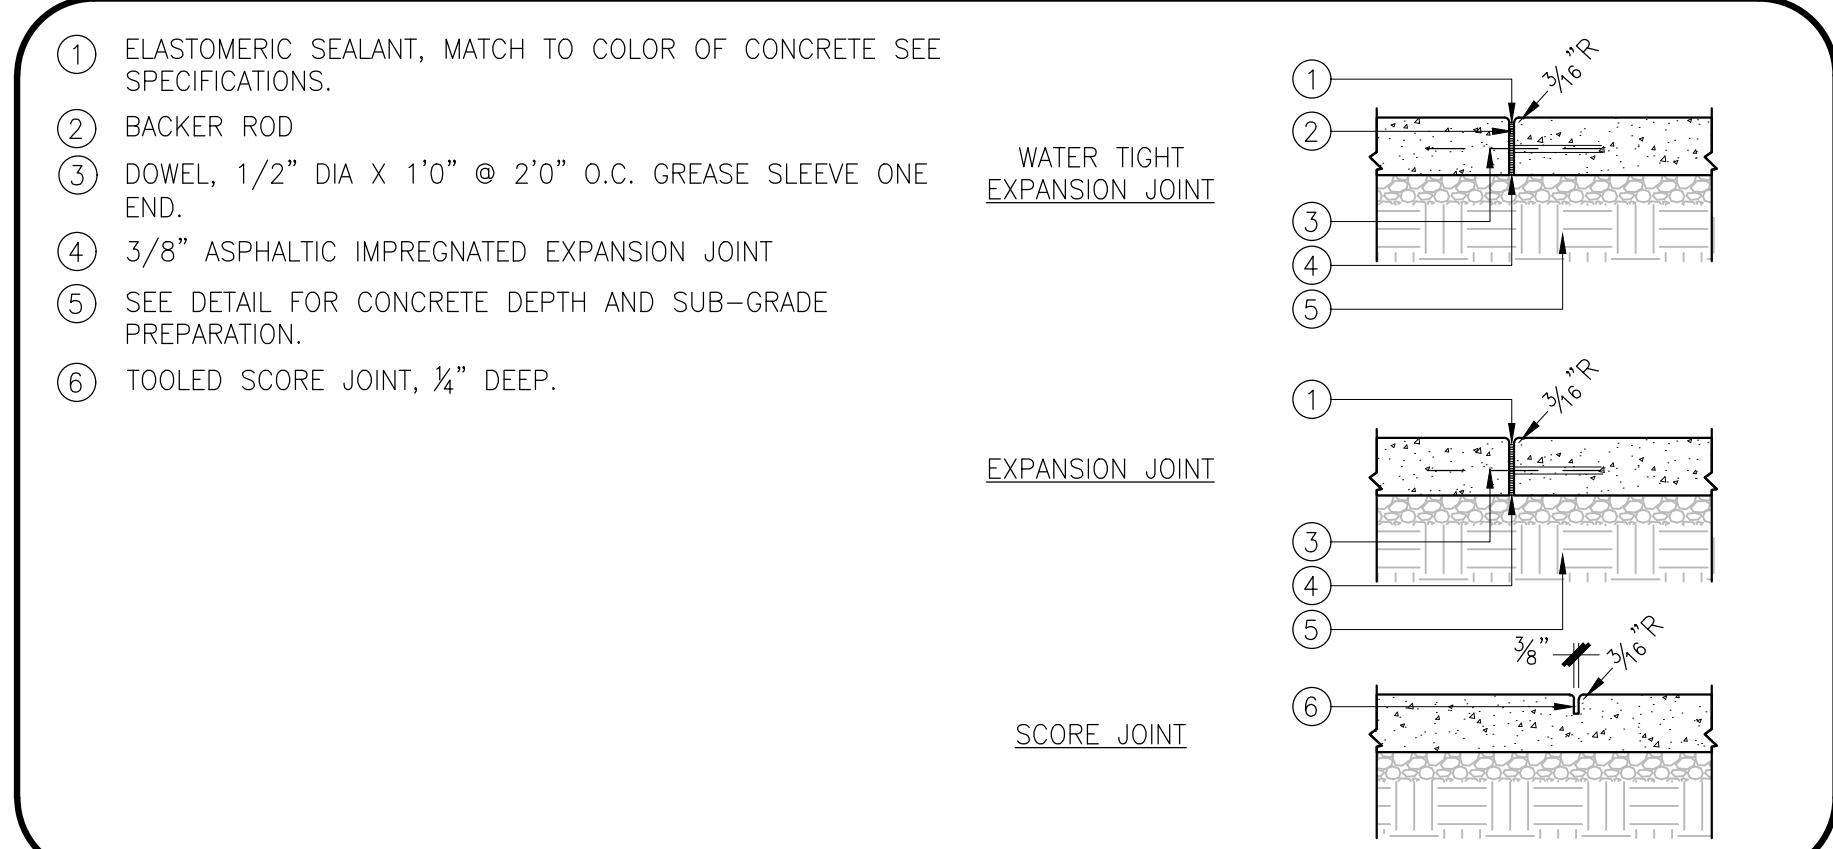 ① ELASTOMERIC SEALANT, MATCH TO COLOR OF CONCRETE SEE
SPECIFICATIONS.
② BACKER ROD
③ DOWEL, 1/2" DIA X 1'0" @ 2'0" O.C. GREASE SLEEVE ONE
END.
④ 3/8" ASPHALTIC IMPREGNATED EXPANSION JOINT
⑤ SEE DETAIL FOR CONCRETE DEPTH AND SUB-GRADE
PREPARATION.
⑥ TOOLED SCORE JOINT, 1/4" DEEP.
WATER TIGHT
EXPANSION JOINT
①
②
③
④
⑤
3/16"R
EXPANSION JOINT
①
③
④
⑤
3/16"R
SCORE JOINT
⑥
3/8"
3/16"R